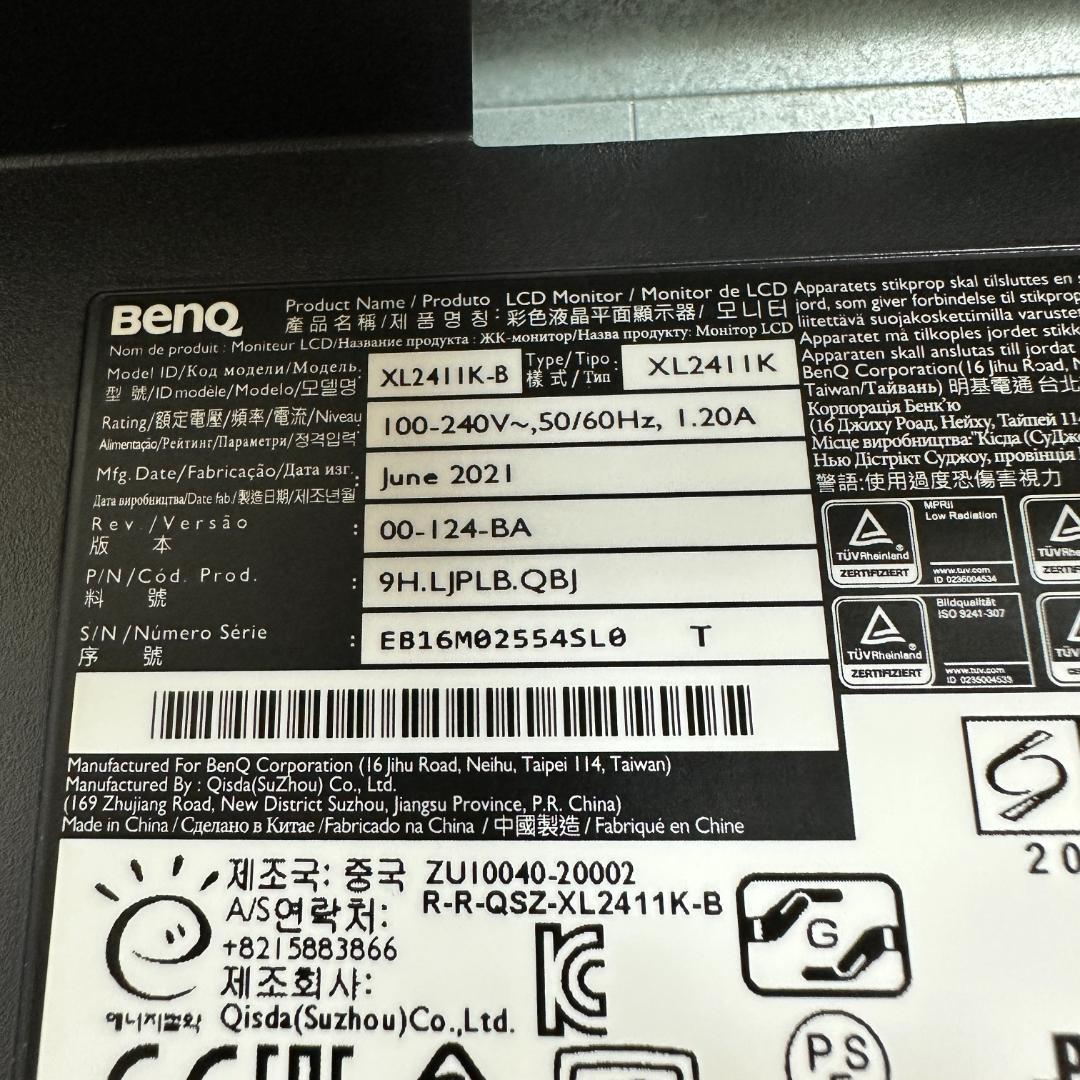 BenQ
Product Name / Produto : LCD Monitor / Monitor de LCD
產品名稱/제품명칭 : 彩色液晶平面顯示器/ 모니터
Nom de produit : Moniteur LCD/Название продукта : ЖК-монитор/Назва продукту: Монітор LCD
Model ID/Код модели/Модель XL2411K-B Type/Tipo : XL2411K
型 號/ID modèle/Modelo/모델명 樣式/Тип
Rating/額定電壓/頻率/電流/Niveau 100-240V~,50/60Hz, 1.20A
Alimentação/Рейтинг/Параметри/정격입력
Mfg. Date/Fabricação/Дата изг. : June 2021
Дата виробництва/Date fab./製造日期/제조년월
Rev./Versão : 00-124-BA
版 本
P/N/Cód. Prod. : 9H.LJPLB.QBJ
料 號
S/N/Número Série : EB16M02554SL0 T
序 號
Manufactured For BenQ Corporation (16 Jihu Road, Neihu, Taipei 114, Taiwan)
Manufactured By : Qisda(SuZhou) Co., Ltd.
(169 Zhujiang Road, New District Suzhou, Jiangsu Province, P.R. China)
Made in China / Сделано в Китае /Fabricado na China / 中國製造 / Fabriqué en Chine
Apparatets stikprop skal tilsluttes en
jord, som giver forbindelse til stikprop
liitettävä suojakoskettimilla varustet
Apparatet må tilkoples jordet stikk
Apparaten skall anslutas till jordat
BenQ Corporation(16 Jihu Road, N
Taiwan/Тайвань) 明基電通 台北
Корпорація Бенк'ю
(16 Джиху Роад, Нейху, Тайпей 11
Місце виробництва:"Кісда (СуДжо
Нью Дістрікт Суджоу, провінція
警語:使用過度恐傷害視力
TÜVRheinland
ZERTIFIZIERT
MPRII
Low Radiation
www.tuv.com
ID 0236004534
TÜVRhe
ZERTIF
TÜVRheinland
ZERTIFIZIERT
Bildqualität
ISO 9241-307
www.tuv.com
ID 0236004533
TÜV
제조국: 중국 ZU10040-20002
A/S연락처: R-R-QSZ-XL2411K-B
+8215883866
제조회사:
Qisda(Suzhou)Co.,Ltd.
에너지절약
G
20
PS
E